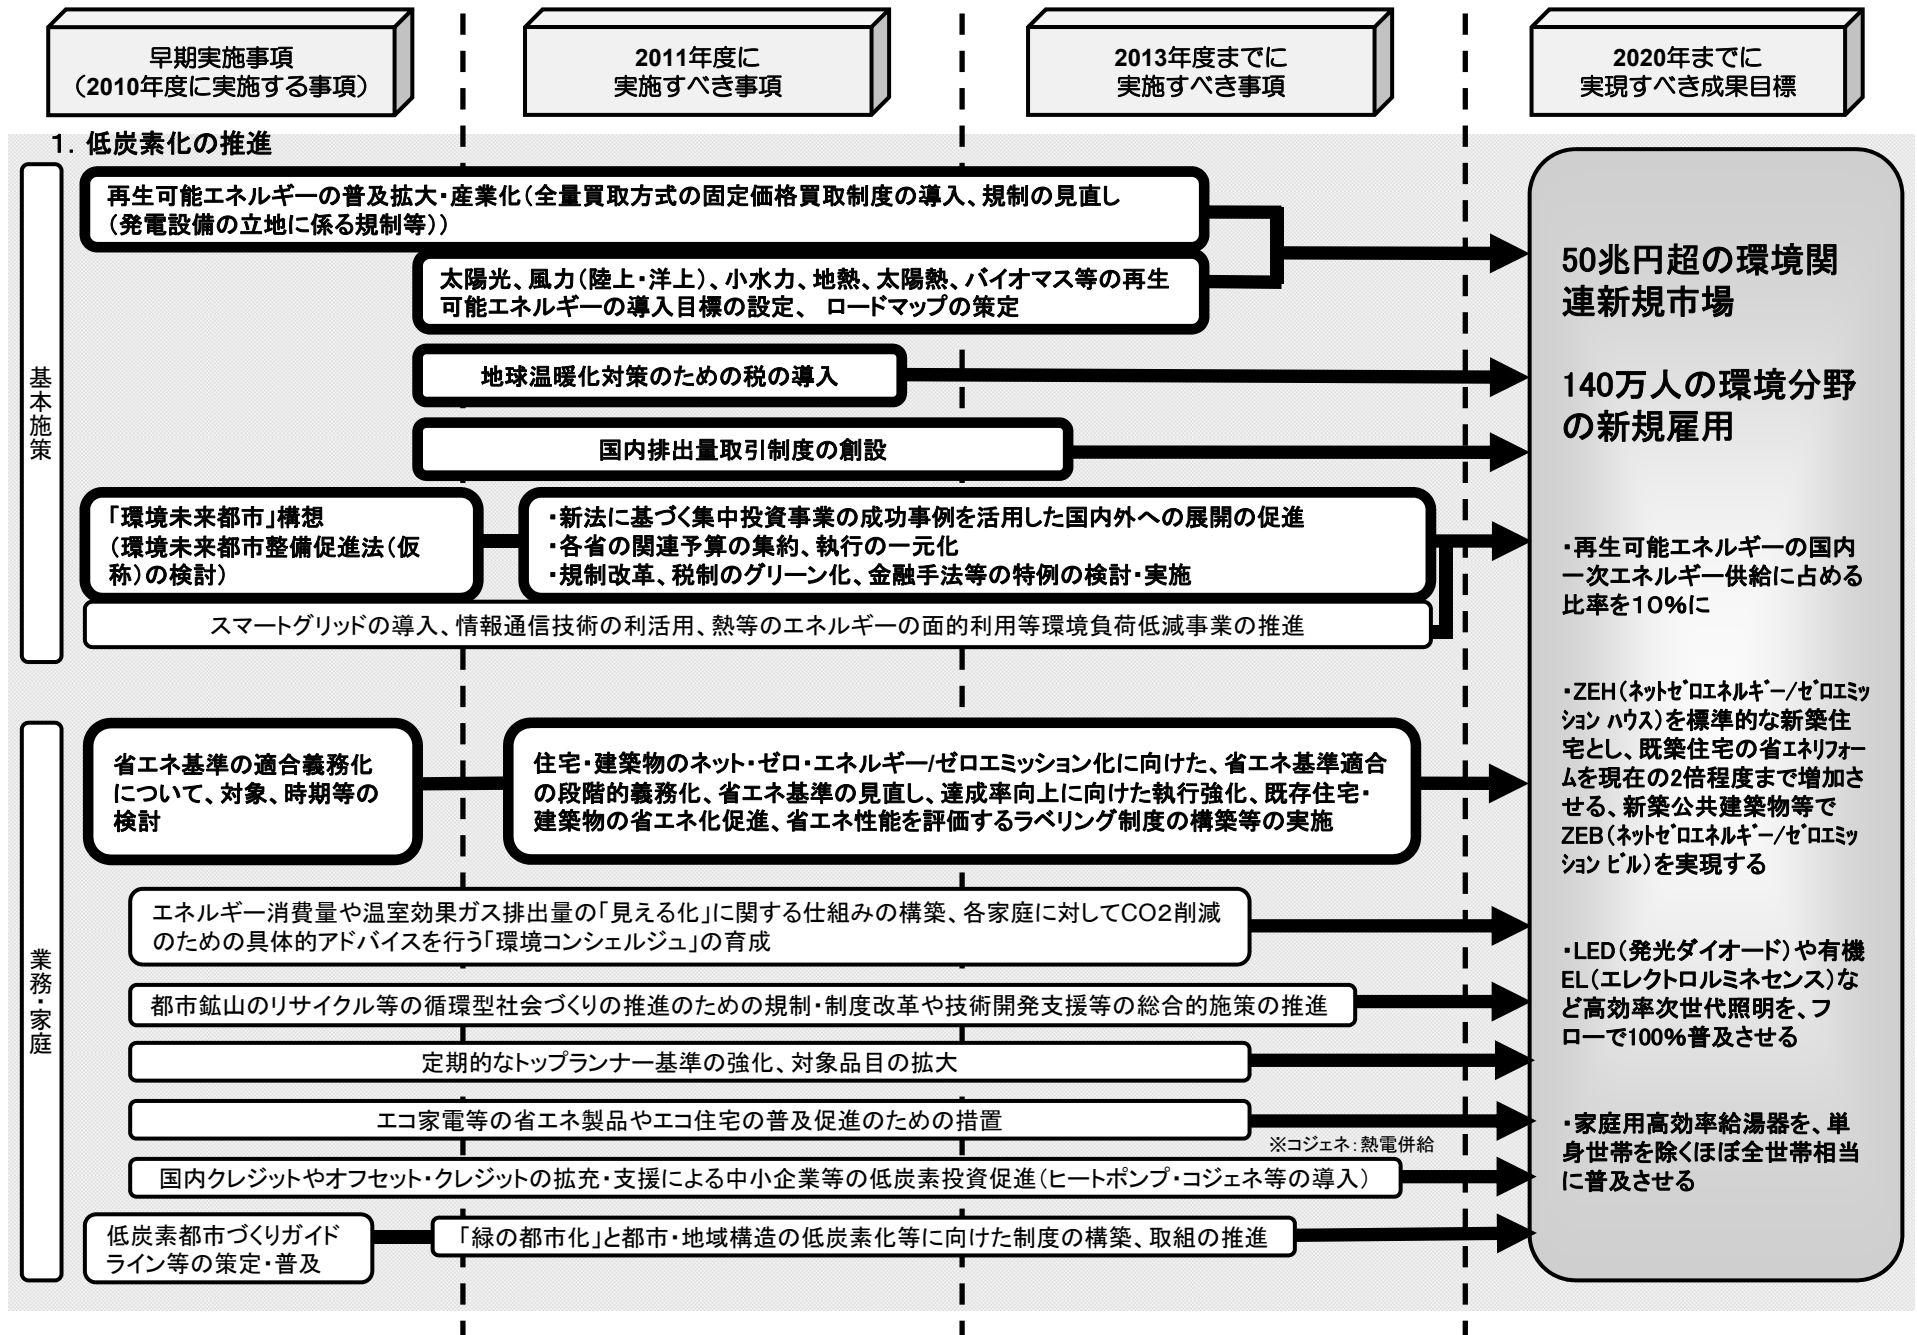 早期実施事項
（2010年度に実施する事項）
2011年度に
実施すべき事項
2013年度までに
実施すべき事項
2020年までに
実現すべき成果目標
１．低炭素化の推進
基本施策
再生可能エネルギーの普及拡大・産業化（全量買取方式の固定価格買取制度の導入、規制の見直し
（発電設備の立地に係る規制等））
太陽光、風力（陸上・洋上）、小水力、地熱、太陽熱、バイオマス等の再生
可能エネルギーの導入目標の設定、 ロードマップの策定
地球温暖化対策のための税の導入
国内排出量取引制度の創設
「環境未来都市」構想
（環境未来都市整備促進法（仮
称）の検討）
・新法に基づく集中投資事業の成功事例を活用した国内外への展開の促進
・各省の関連予算の集約、執行の一元化
・規制改革、税制のグリーン化、金融手法等の特例の検討・実施
スマートグリッドの導入、情報通信技術の利活用、熱等のエネルギーの面的利用等環境負荷低減事業の推進
業務・家庭
省エネ基準の適合義務化
について、対象、時期等の
検討
住宅・建築物のネット・ゼロ・エネルギー/ゼロエミッション化に向けた、省エネ基準適合
の段階的義務化、省エネ基準の見直し、達成率向上に向けた執行強化、既存住宅・
建築物の省エネ化促進、省エネ性能を評価するラベリング制度の構築等の実施
エネルギー消費量や温室効果ガス排出量の「見える化」に関する仕組みの構築、各家庭に対してCO２削減
のための具体的アドバイスを行う「環境コンシェルジュ」の育成
都市鉱山のリサイクル等の循環型社会づくりの推進のための規制・制度改革や技術開発支援等の総合的施策の推進
定期的なトップランナー基準の強化、対象品目の拡大
エコ家電等の省エネ製品やエコ住宅の普及促進のための措置
※コジェネ：熱電併給
国内クレジットやオフセット・クレジットの拡充・支援による中小企業等の低炭素投資促進（ヒートポンプ・コジェネ等の導入）
低炭素都市づくりガイド
ライン等の策定・普及
「緑の都市化」と都市・地域構造の低炭素化等に向けた制度の構築、取組の推進
50兆円超の環境関
連新規市場
140万人の環境分野
の新規雇用
・再生可能エネルギーの国内
一次エネルギー供給に占める
比率を１０％に
・ZEH（ﾈｯﾄｾﾞﾛｴﾈﾙｷﾞｰ/ｾﾞﾛｴﾐｯ
ｼｮﾝ ﾊｳｽ）を標準的な新築住
宅とし、既築住宅の省ｴﾈﾘﾌｫｰ
ﾑを現在の2倍程度まで増加さ
せる、新築公共建築物等で
ZEB（ﾈｯﾄｾﾞﾛｴﾈﾙｷﾞｰ/ｾﾞﾛｴﾐｯ
ｼｮﾝ ﾋﾞﾙ）を実現する
・LED（発光ダイオード）や有機
EL（エレクトロルミネセンス）な
ど高効率次世代照明を、フ
ローで100％普及させる
・家庭用高効率給湯器を、単
身世帯を除くほぼ全世帯相当
に普及させる